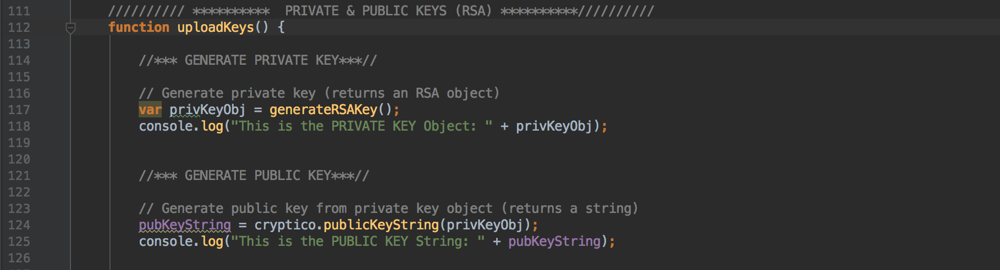 111 ////////// ********** PRIVATE & PUBLIC KEYS (RSA) **********//////////
112 function uploadKeys() {
113
114 //*** GENERATE PRIVATE KEY***//
115
116 // Generate private key (returns an RSA object)
117 var privKeyObj = generateRSAKey();
118 console.log("This is the PRIVATE KEY Object: " + privKeyObj);
119
120
121 //*** GENERATE PUBLIC KEY***//
122
123 // Generate public key from private key object (returns a string)
124 pubKeyString = cryptico.publicKeyString(privKeyObj);
125 console.log("This is the PUBLIC KEY String: " + pubKeyString);
126